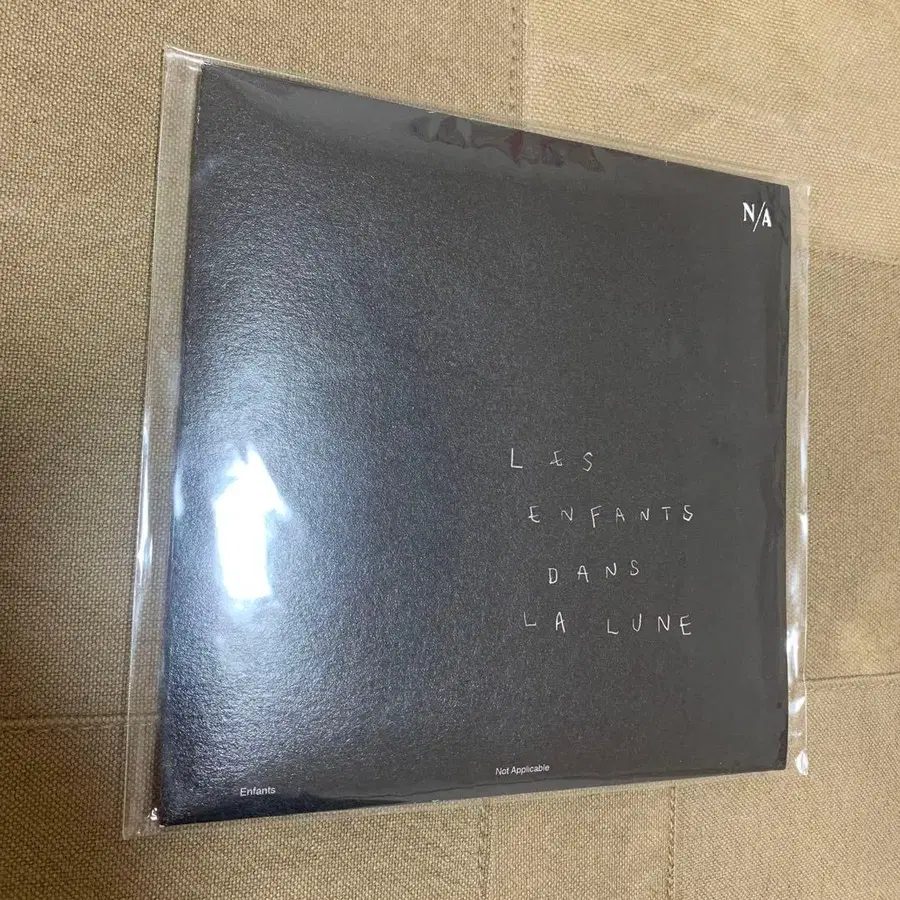 N/A
LES
ENFANTS
DANS
LA LUNE
Not Applicable
Enfants